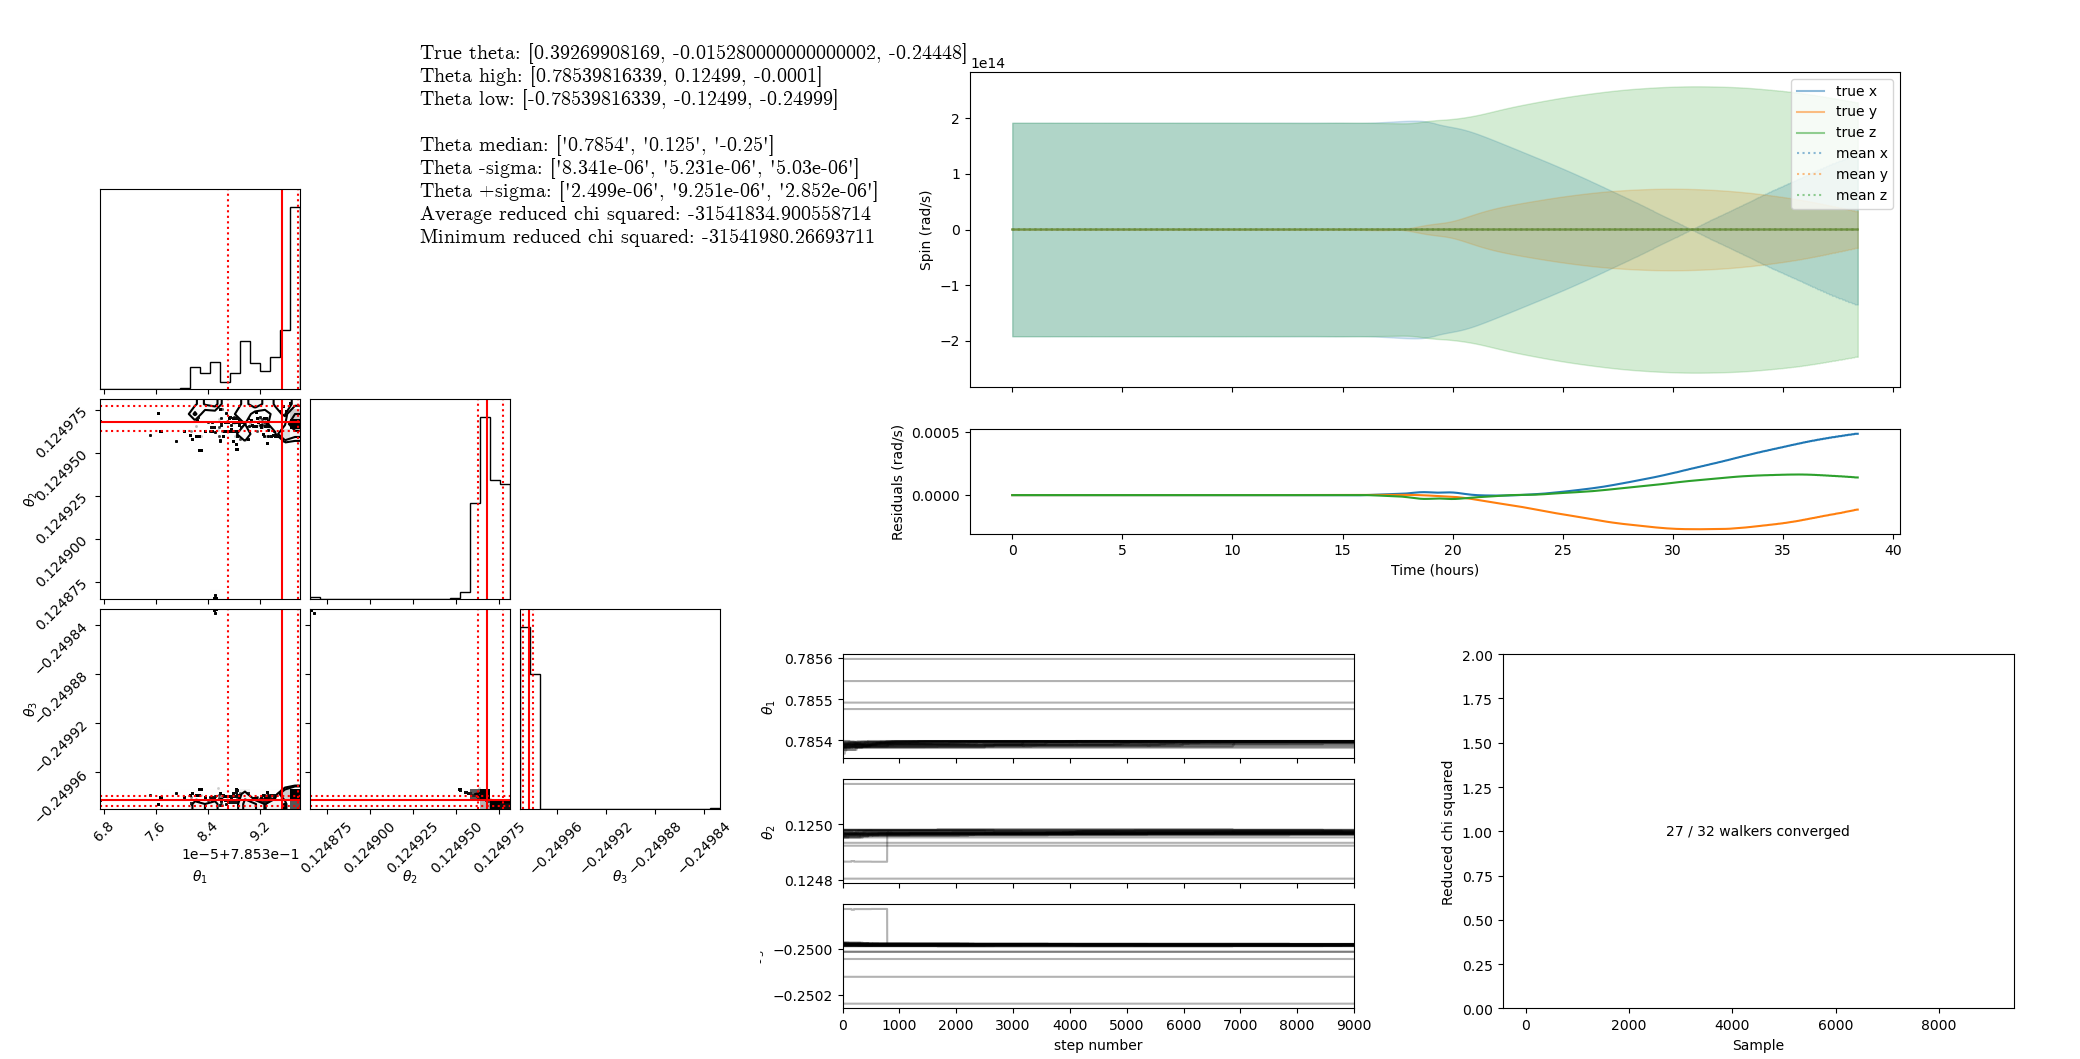 True theta: [0.39269908169, -0.015280000000000002, -0.24448]
Theta high: [0.78539816339, 0.12499, -0.0001]
Theta low: [-0.78539816339, -0.12499, -0.24999]
Theta median: ['0.7854', '0.125', '-0.25']
Theta -sigma: ['8.341e-06', '5.231e-06', '5.03e-06']
Theta +sigma: ['2.499e-06', '9.251e-06', '2.852e-06']
Average reduced chi squared: -31541834.900558714
Minimum reduced chi squared: -31541980.26693711
1e14
2
1
0
−1
−2
Spin (rad/s)
true x
true y
true z
mean x
mean y
mean z
0.0005
0.0000
Residuals (rad/s)
0 5 10 15 20 25 30 35 40
Time (hours)
0.124975
0.124950
0.124925
0.124900
0.124875
θ2
−0.24984
−0.24988
−0.24992
−0.24996
θ3
6.8 7.6 8.4 9.2
1e−5+7.853e−1
θ1
0.124875 0.124900 0.124925 0.124950 0.124975
θ2
−0.24996 −0.24992 −0.24988 −0.24984
θ3
0.7856
0.7855
0.7854
θ1
0.1250
0.1248
θ2
−0.2500
−0.2502
0 1000 2000 3000 4000 5000 6000 7000 8000 9000
step number
2.00
1.75
1.50
1.25
1.00
0.75
0.50
0.25
0.00
Reduced chi squared
27 / 32 walkers converged
0 2000 4000 6000 8000
Sample